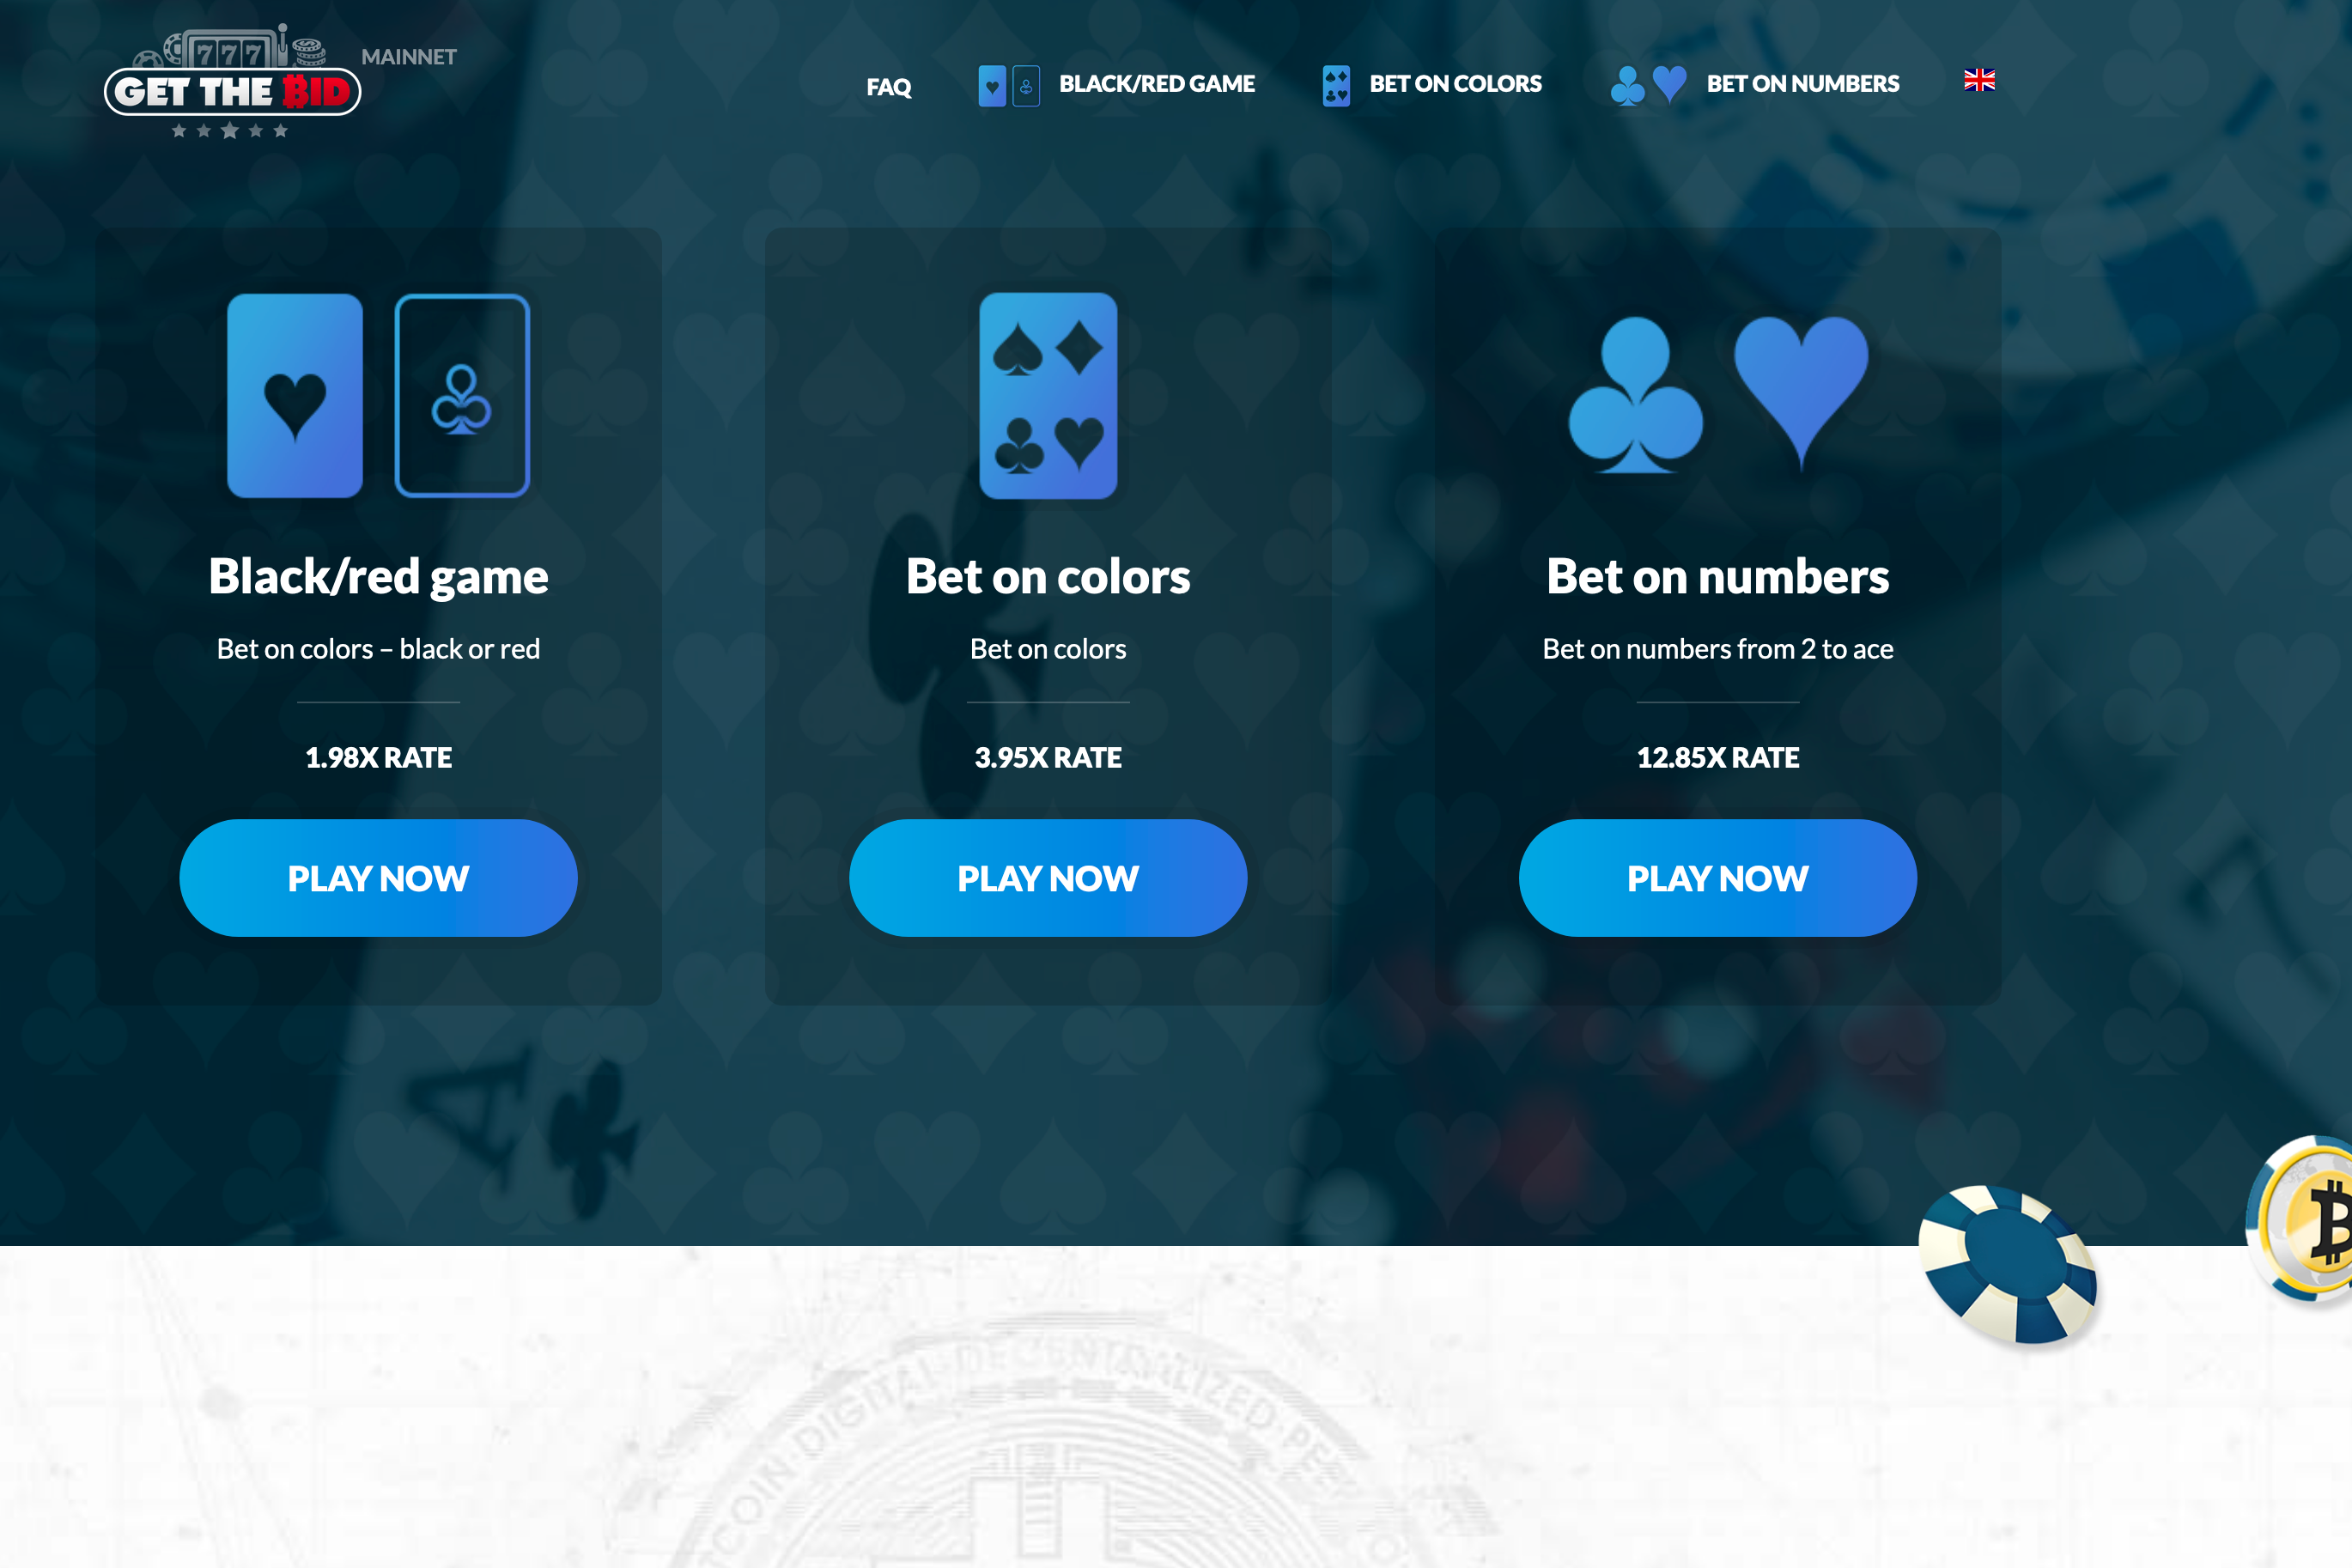 777
GET THE BID
MAINNET
FAQ
BLACK/RED GAME
BET ON COLORS
BET ON NUMBERS
Black/red game
Bet on colors – black or red
1.98X RATE
PLAY NOW
Bet on colors
Bet on colors
3.95X RATE
PLAY NOW
Bet on numbers
Bet on numbers from 2 to ace
12.85X RATE
PLAY NOW
A
7
DIGITAL DECENTRALIZED